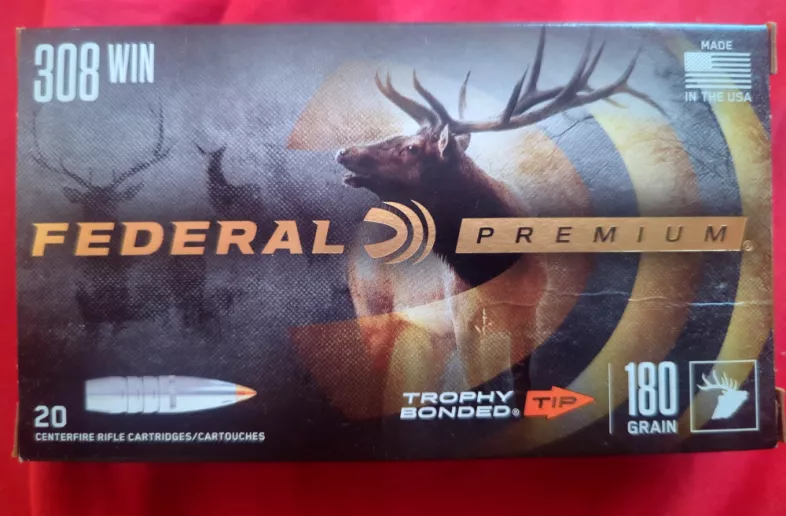 308 WIN
MADE
IN THE USA
FEDERAL PREMIUM®
20
CENTERFIRE RIFLE CARTRIDGES/CARTOUCHES
TROPHY
BONDED® TIP
180
GRAIN